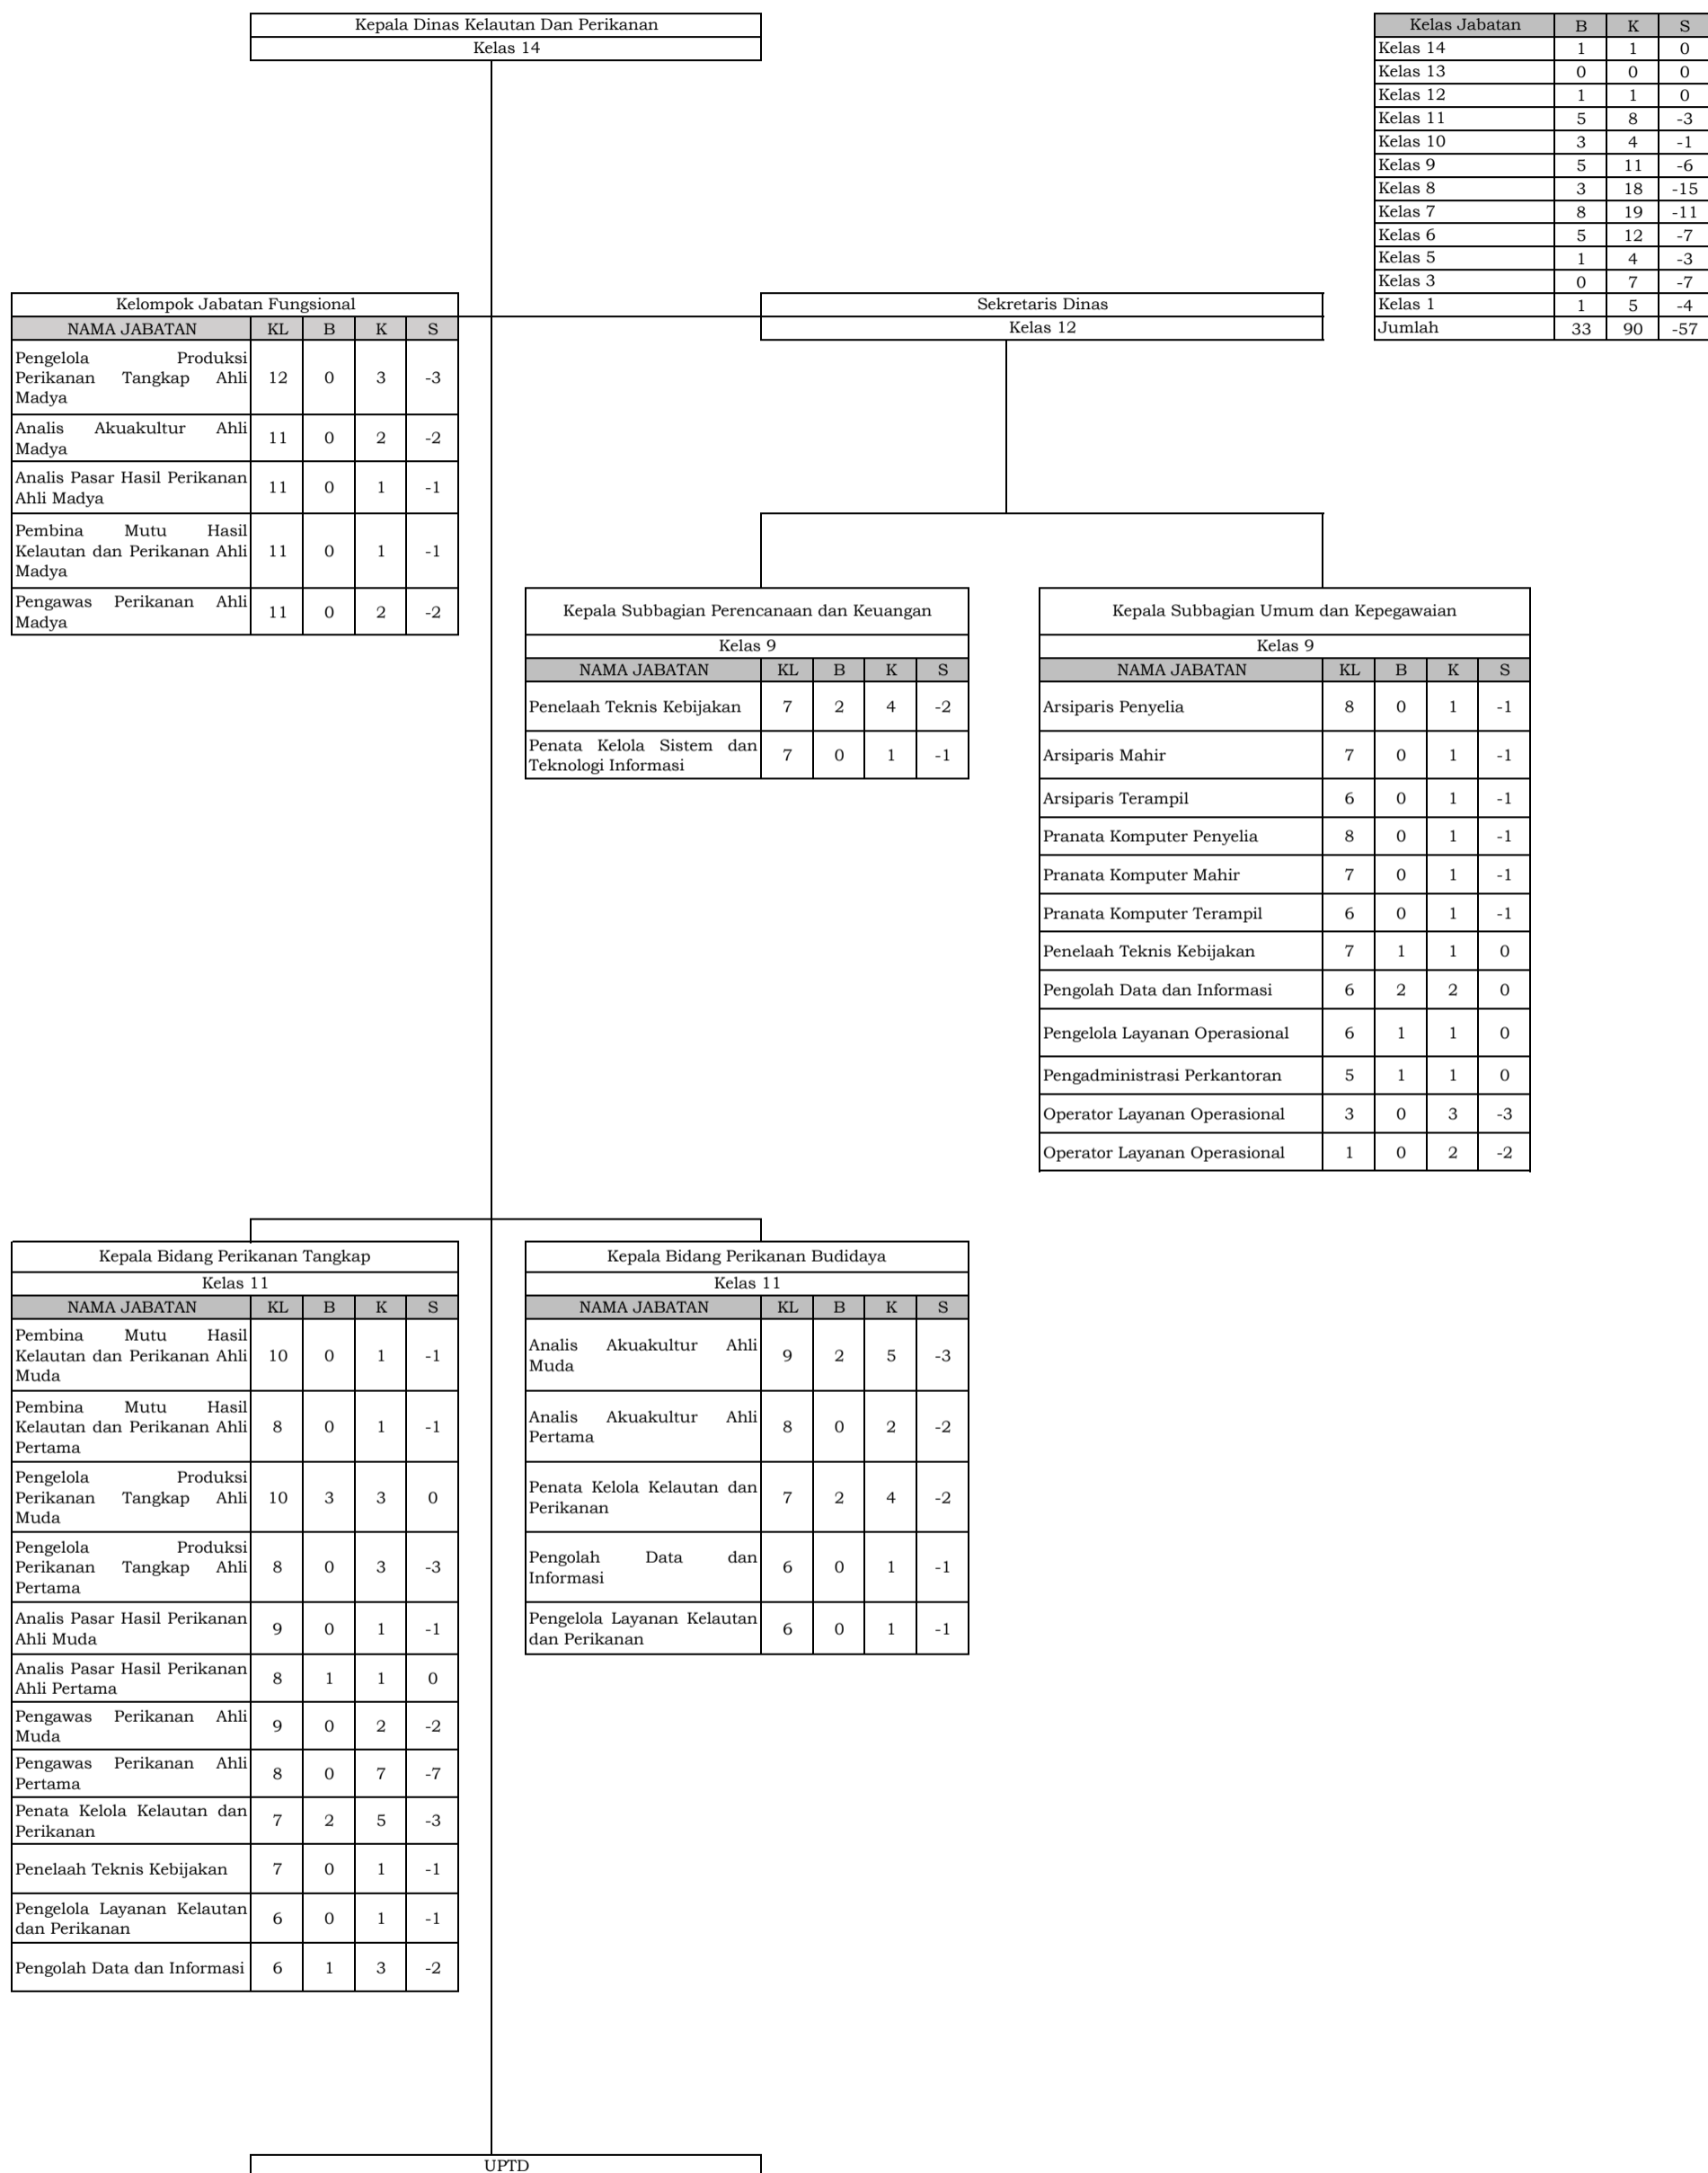 Kepala Dinas Kelautan Dan Perikanan
Kelas 14
Kelas Jabatan B K S
Kelas 14 1 1 0
Kelas 13 0 0 0
Kelas 12 1 1 0
Kelas 11 5 8 -3
Kelas 10 3 4 -1
Kelas 9 5 11 -6
Kelas 8 3 18 -15
Kelas 7 8 19 -11
Kelas 6 5 12 -7
Kelas 5 1 4 -3
Kelas 3 0 7 -7
Kelas 1 1 5 -4
Jumlah 33 90 -57
Kelompok Jabatan Fungsional
NAMA JABATAN KL B K S
Pengelola Produksi
Perikanan Tangkap Ahli 12 0 3 -3
Madya
Analis Akuakultur Ahli
Madya 11 0 2 -2
Analis Pasar Hasil Perikanan
Ahli Madya 11 0 1 -1
Pembina Mutu Hasil
Kelautan dan Perikanan Ahli 11 0 1 -1
Madya
Pengawas Perikanan Ahli
Madya 11 0 2 -2
Sekretaris Dinas
Kelas 12
Kepala Subbagian Perencanaan dan Keuangan
Kelas 9
NAMA JABATAN KL B K S
Penelaah Teknis Kebijakan 7 2 4 -2
Penata Kelola Sistem dan
Teknologi Informasi 7 0 1 -1
Kepala Subbagian Umum dan Kepegawaian
Kelas 9
NAMA JABATAN KL B K S
Arsiparis Penyelia 8 0 1 -1
Arsiparis Mahir 7 0 1 -1
Arsiparis Terampil 6 0 1 -1
Pranata Komputer Penyelia 8 0 1 -1
Pranata Komputer Mahir 7 0 1 -1
Pranata Komputer Terampil 6 0 1 -1
Penelaah Teknis Kebijakan 7 1 1 0
Pengolah Data dan Informasi 6 2 2 0
Pengelola Layanan Operasional 6 1 1 0
Pengadministrasi Perkantoran 5 1 1 0
Operator Layanan Operasional 3 0 3 -3
Operator Layanan Operasional 1 0 2 -2
Kepala Bidang Perikanan Tangkap
Kelas 11
NAMA JABATAN KL B K S
Pembina Mutu Hasil
Kelautan dan Perikanan Ahli 10 0 1 -1
Muda
Pembina Mutu Hasil
Kelautan dan Perikanan Ahli 8 0 1 -1
Pertama
Pengelola Produksi
Perikanan Tangkap Ahli 10 3 3 0
Muda
Pengelola Produksi
Perikanan Tangkap Ahli 8 0 3 -3
Pertama
Analis Pasar Hasil Perikanan
Ahli Muda 9 0 1 -1
Analis Pasar Hasil Perikanan
Ahli Pertama 8 1 1 0
Pengawas Perikanan Ahli
Muda 9 0 2 -2
Pengawas Perikanan Ahli
Pertama 8 0 7 -7
Penata Kelola Kelautan dan
Perikanan 7 2 5 -3
Penelaah Teknis Kebijakan 7 0 1 -1
Pengelola Layanan Kelautan
dan Perikanan 6 0 1 -1
Pengolah Data dan Informasi 6 1 3 -2
Kepala Bidang Perikanan Budidaya
Kelas 11
NAMA JABATAN KL B K S
Analis Akuakultur Ahli
Muda 9 2 5 -3
Analis Akuakultur Ahli
Pertama 8 0 2 -2
Penata Kelola Kelautan dan
Perikanan 7 2 4 -2
Pengolah Data dan
Informasi 6 0 1 -1
Pengelola Layanan Kelautan
dan Perikanan 6 0 1 -1
UPTD